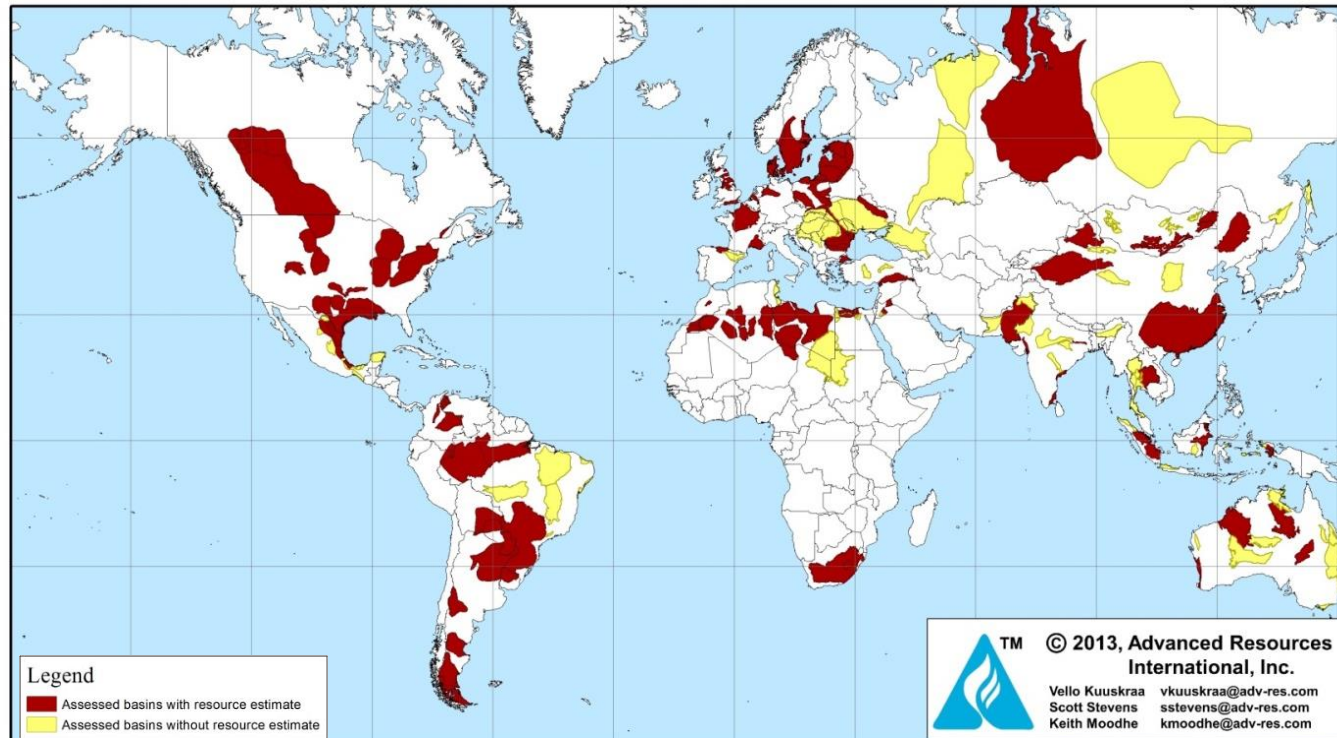 Legend
Assessed basins with resource estimate
Assessed basins without resource estimate
TM
© 2013, Advanced Resources
International, Inc.
Vello Kuuskraa vkuuskraa@adv-res.com
Scott Stevens sstevens@adv-res.com
Keith Moodhe kmoodhe@adv-res.com